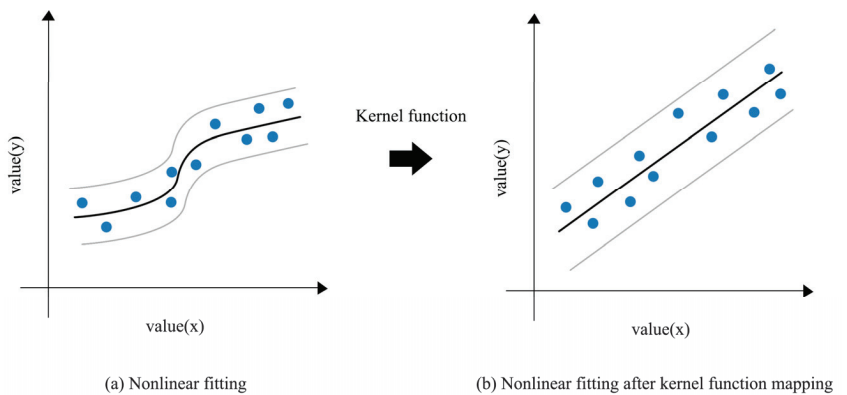 Kernel function
value(y)
value(y)
value(x)
value(x)
(a) Nonlinear fitting
(b) Nonlinear fitting after kernel function mapping